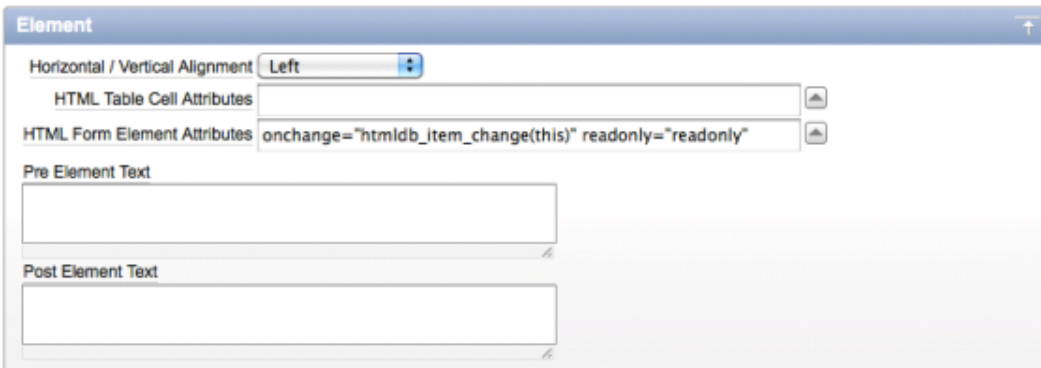 Element
Horizontal / Vertical Alignment Left
HTML Table Cell Attributes
HTML Form Element Attributes onchange="htmldb_item_change(this)" readonly="readonly"
Pre Element Text
Post Element Text